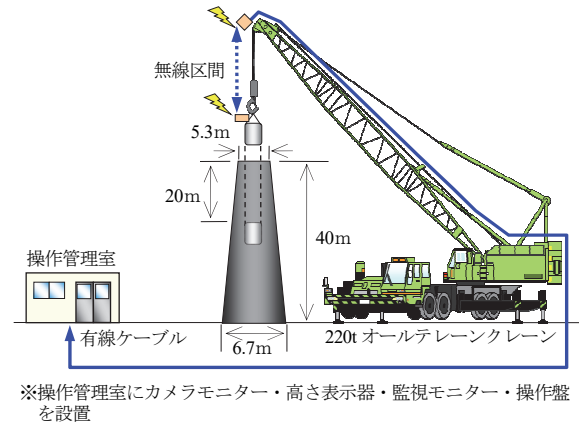 無線区間
5.3m
20m
40m
操作管理室
有線ケーブル
6.7m
220t オールテレーンクレーン
※操作管理室にカメラモニター・高さ表示器・監視モニター・操作盤
を設置